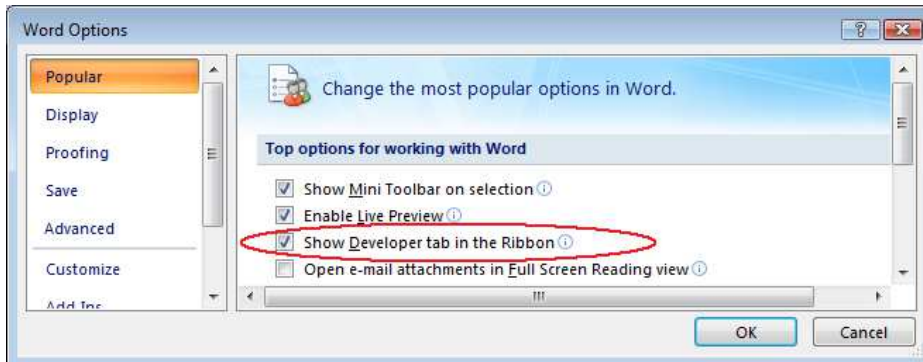 Word Options
Popular
Display
Proofing
Save
Advanced
Customize
Add-Ins
Change the most popular options in Word.
Top options for working with Word
Show Mini Toolbar on selection
Enable Live Preview
Show Developer tab in the Ribbon
Open e-mail attachments in Full Screen Reading view
OK
Cancel